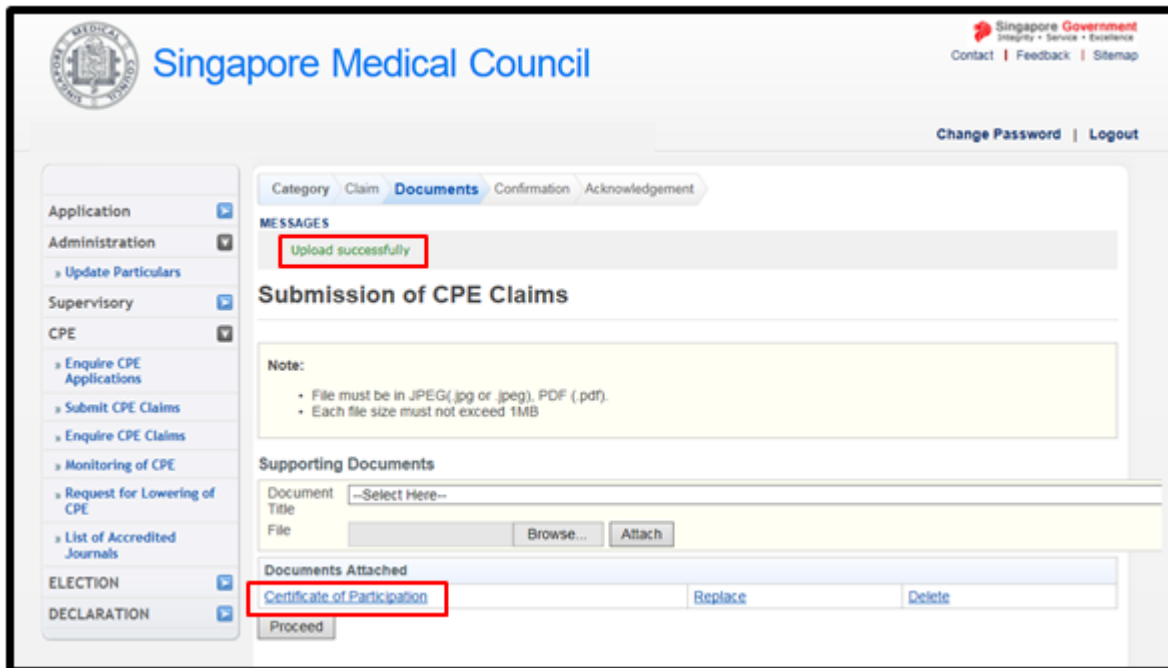 SINGAPORE MEDICAL COUNCIL
Singapore Medical Council
Singapore Government
Integrity • Service • Excellence
Contact | Feedback | Sitemap
Change Password | Logout
Application
Administration
» Update Particulars
Supervisory
CPE
» Enquire CPE
Applications
» Submit CPE Claims
» Enquire CPE Claims
» Monitoring of CPE
» Request for Lowering of
CPE
» List of Accredited
Journals
ELECTION
DECLARATION
Category Claim Documents Confirmation Acknowledgement
MESSAGES
Upload successfully
Submission of CPE Claims
Note:
• File must be in JPEG(.jpg or .jpeg), PDF (.pdf).
• Each file size must not exceed 1MB
Supporting Documents
Document
Title
--Select Here--
File Browse... Attach
Documents Attached
Certificate of Participation Replace Delete
Proceed